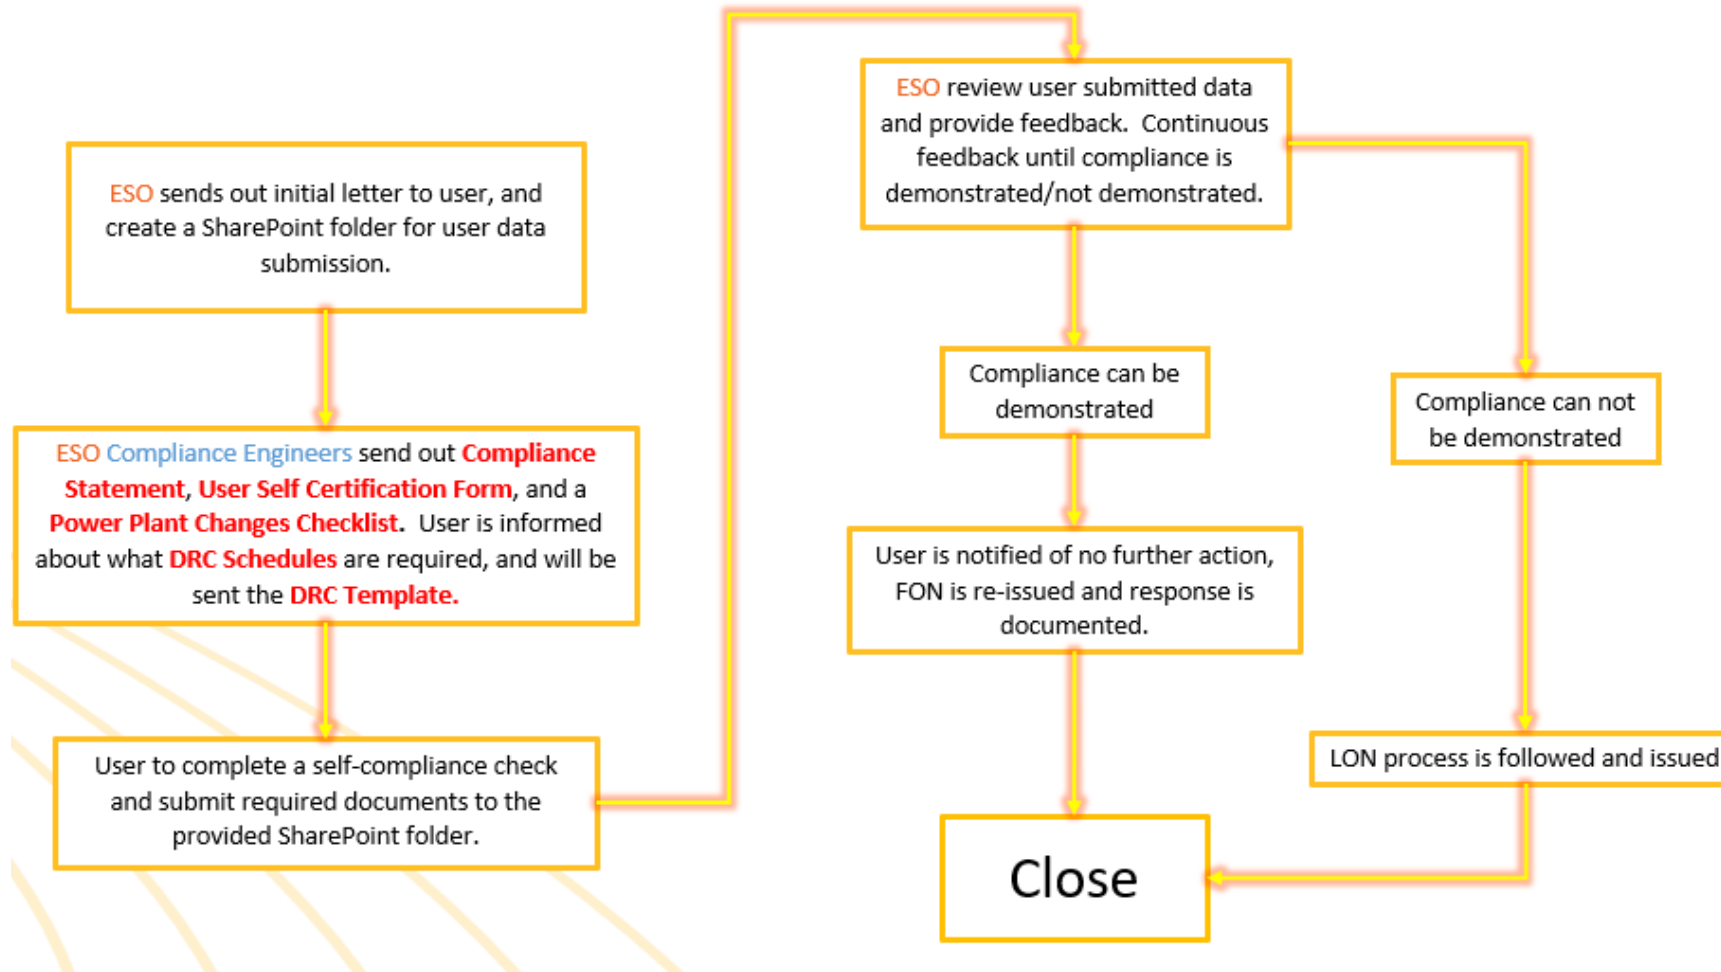 ESO sends out initial letter to user, and
create a SharePoint folder for user data
submission.
ESO Compliance Engineers send out Compliance
Statement, User Self Certification Form, and a
Power Plant Changes Checklist. User is informed
about what DRC Schedules are required, and will be
sent the DRC Template.
User to complete a self-compliance check
and submit required documents to the
provided SharePoint folder.
ESO review user submitted data
and provide feedback. Continuous
feedback until compliance is
demonstrated/not demonstrated.
Compliance can be
demonstrated
User is notified of no further action,
FON is re-issued and response is
documented.
Compliance can not
be demonstrated
LON process is followed and issued
Close